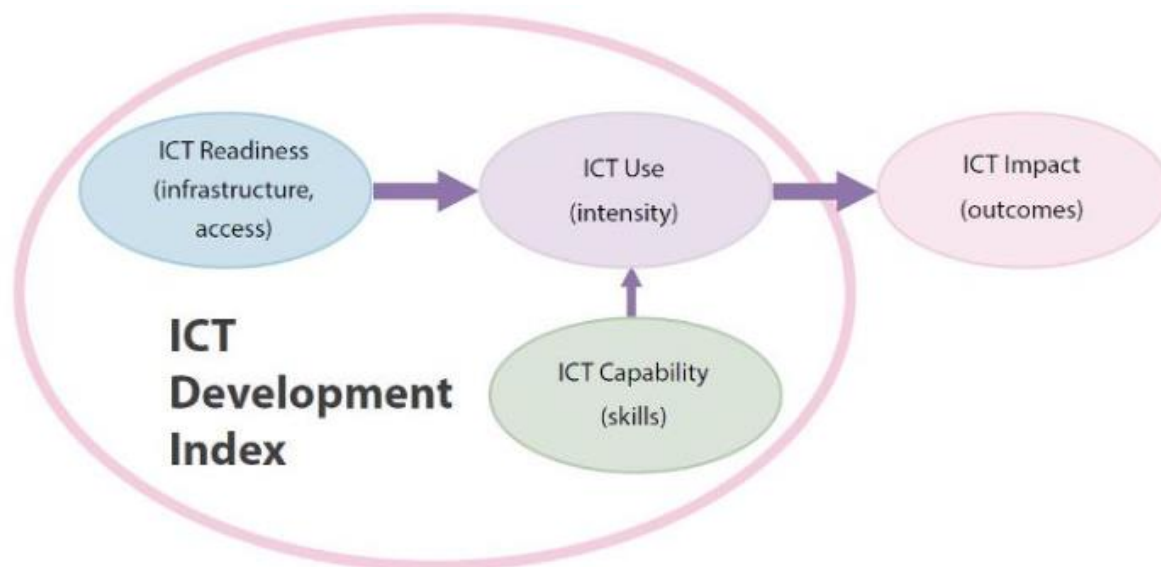 ICT Readiness
(infrastructure,
access)
ICT Use
(intensity)
ICT Impact
(outcomes)
ICT
Development
Index
ICT Capability
(skills)